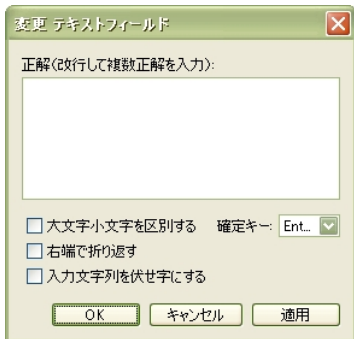 変更 テキストフィールド
正解(改行して複数正解を入力):
大文字小文字を区別する 確定キー: Ent...
右端で折り返す
入力文字列を伏せ字にする
OK キャンセル 適用